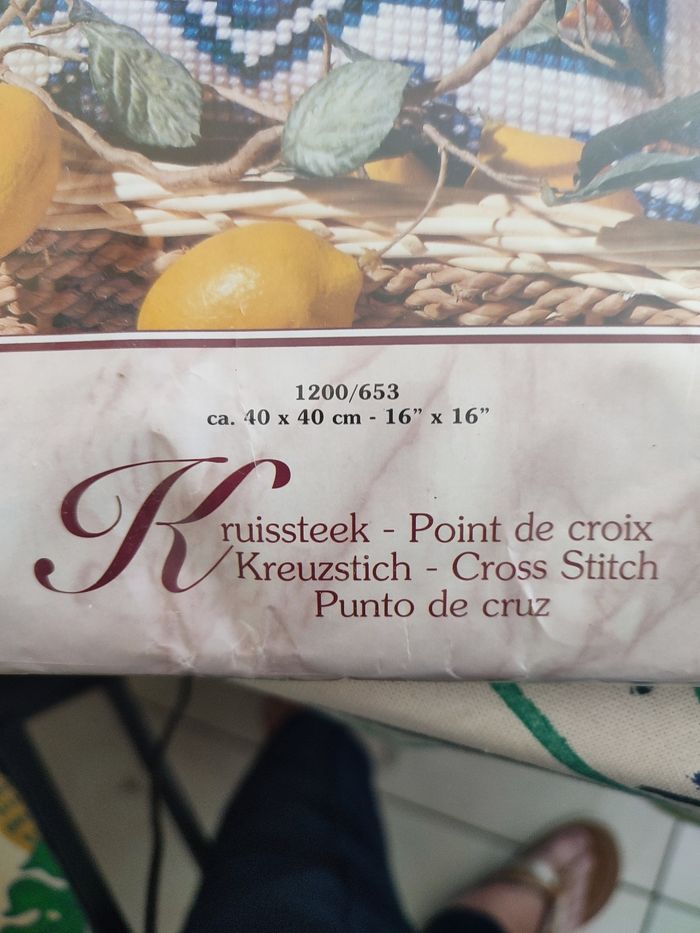 1200/653
ca. 40 x 40 cm - 16” x 16”
Kruissteek - Point de croix
Kreuzstich - Cross Stitch
Punto de cruz